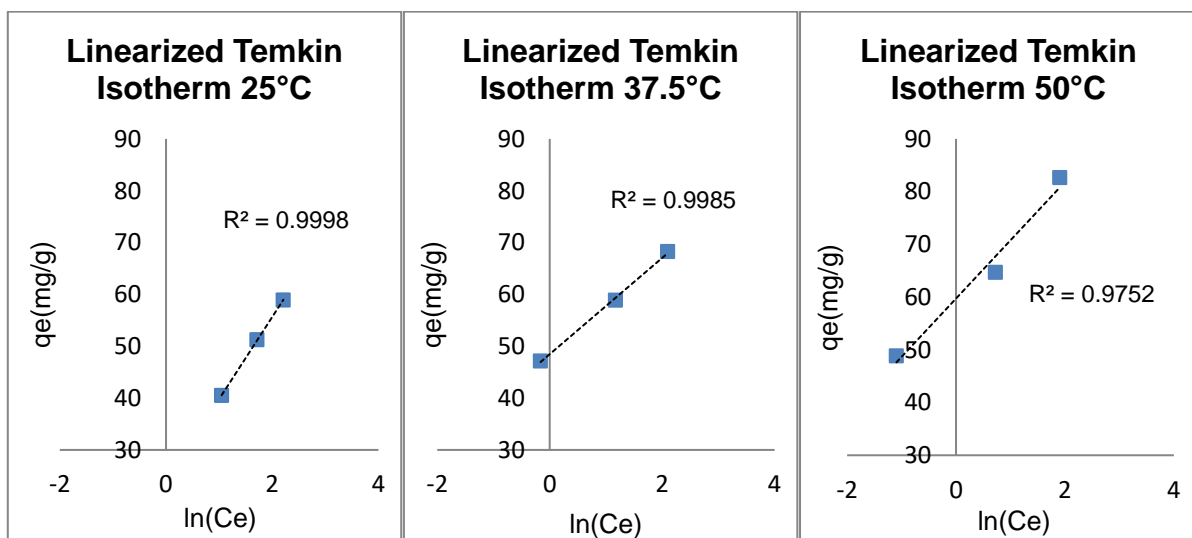 Linearized Temkin
Isotherm 25°C
90
80
70
60
50
40
30
R² = 0.9998
qe(mg/g)
-2 0 2 4
ln(Ce)
Linearized Temkin
Isotherm 37.5°C
90
80
70
60
50
40
30
R² = 0.9985
qe(mg/g)
-2 0 2 4
ln(Ce)
Linearized Temkin
Isotherm 50°C
90
80
70
60
50
40
30
R² = 0.9752
qe(mg/g)
-2 0 2 4
ln(Ce)